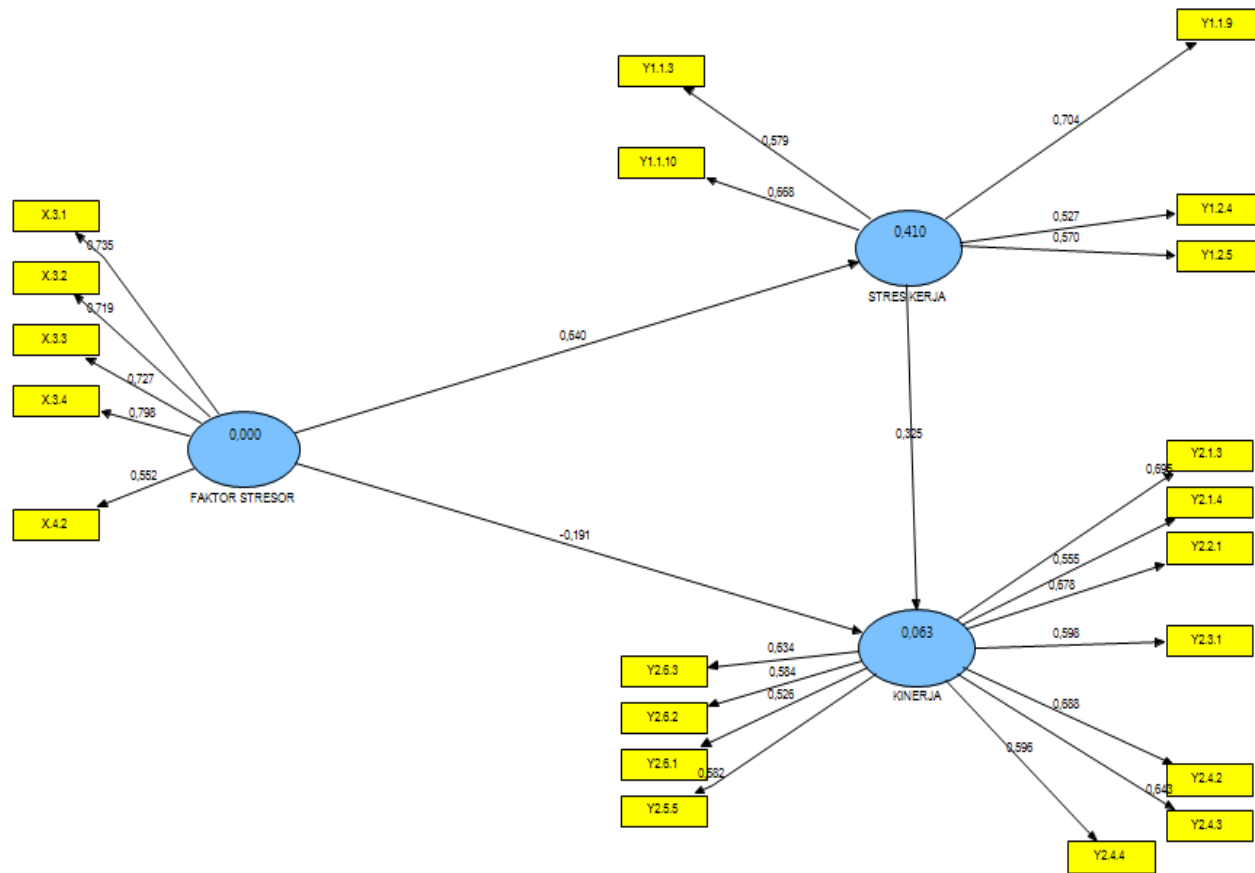 Y1.1.9
Y1.1.3
0,704
0,579
Y1.1.10
0,668
X.3.1
0,735
0,410
0,527
Y1.2.4
0,570
Y1.2.5
X.3.2
0,719
STRES KERJA
X.3.3
0,727
0,640
X.3.4
0,798
0,000
0,325
0,552
FAKTOR STRESOR
X.4.2
-0,191
0,695
Y2.1.3
Y2.1.4
0,555
Y2.2.1
0,678
0,063
0,598
Y2.3.1
Y2.6.3
0,634
0,584
0,526
KINERJA
0,688
Y2.6.2
0,596
Y2.6.1
0,582
Y2.4.2
0,643
Y2.5.5
Y2.4.3
Y2.4.4